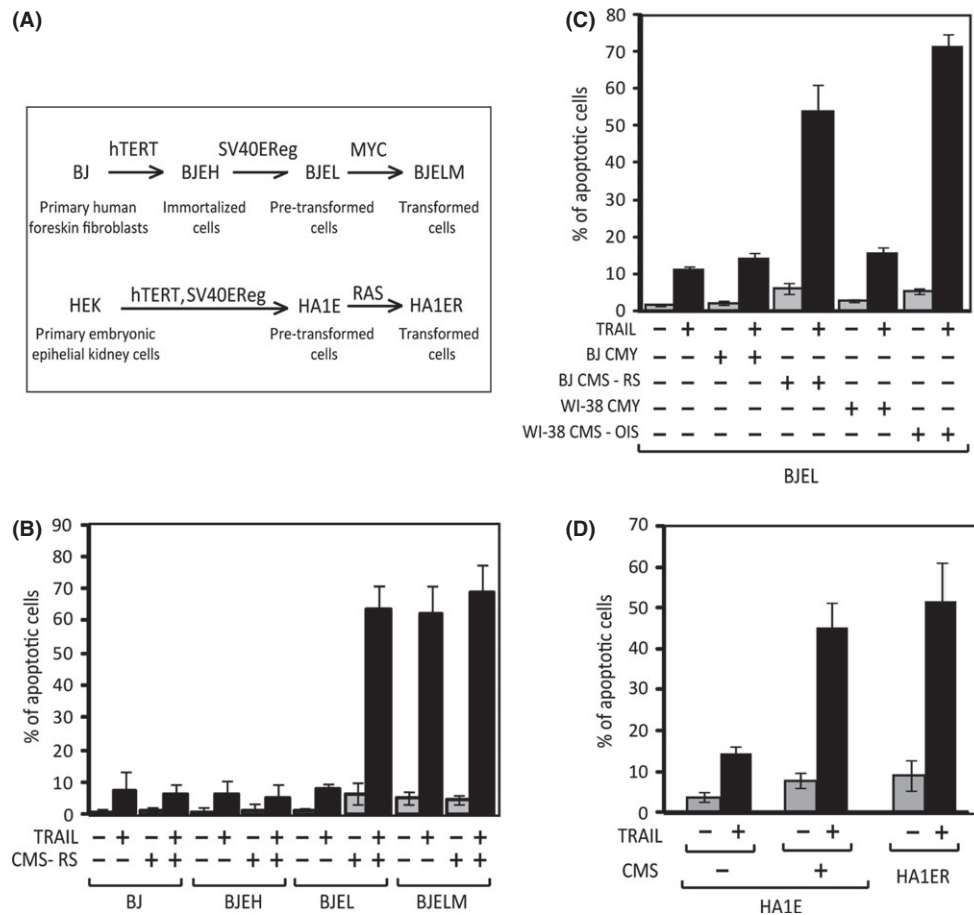 (A)
hTERT SV40EReg MYC
BJ BJEH BJEL BJELM
Primary human foreskin fibroblasts
Immortalized cells
Pre-transformed cells
Transformed cells
hTERT,SV40EReg RAS
HEK HA1E HA1ER
Primary embryonic epihelial kidney cells
Pre-transformed cells
Transformed cells
(C)
% of apoptotic cells
80
70
60
50
40
30
20
10
0
TRAIL – + – + – + – + – +
BJ CMY – – + + – – – – – –
BJ CMS - RS – – – – + + – – – –
WI-38 CMY – – – – – – + + – –
WI-38 CMS - OIS – – – – – – – – + +
BJEL
(B)
% of apoptotic cells
90
80
70
60
50
40
30
20
10
0
TRAIL – + – + – + – + – + – + – + – +
CMS- RS – – + + – – + + – – + + – – + +
BJ BJEH BJEL BJELM
(D)
% of apoptotic cells
70
60
50
40
30
20
10
0
TRAIL – + – + – +
CMS – +
HA1E HA1ER